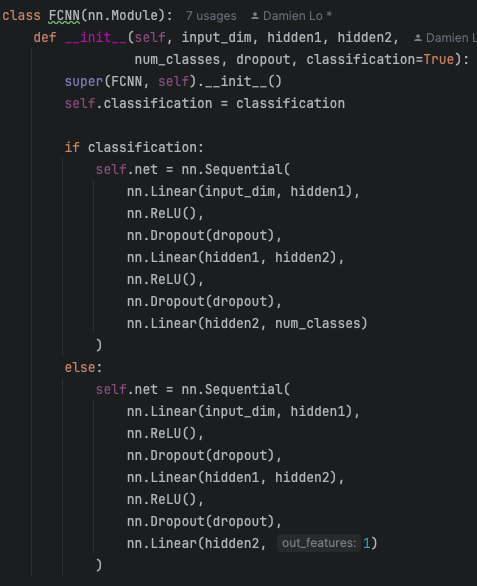 class FCNN(nn.Module):  7 usages  Damien Lo *
    def __init__(self, input_dim, hidden1, hidden2,  Damien Lo
                 num_classes, dropout, classification=True):
        super(FCNN, self).__init__()
        self.classification = classification

        if classification:
            self.net = nn.Sequential(
                nn.Linear(input_dim, hidden1),
                nn.ReLU(),
                nn.Dropout(dropout),
                nn.Linear(hidden1, hidden2),
                nn.ReLU(),
                nn.Dropout(dropout),
                nn.Linear(hidden2, num_classes)
            )
        else:
            self.net = nn.Sequential(
                nn.Linear(input_dim, hidden1),
                nn.ReLU(),
                nn.Dropout(dropout),
                nn.Linear(hidden1, hidden2),
                nn.ReLU(),
                nn.Dropout(dropout),
                nn.Linear(hidden2, out_features: 1)
            )